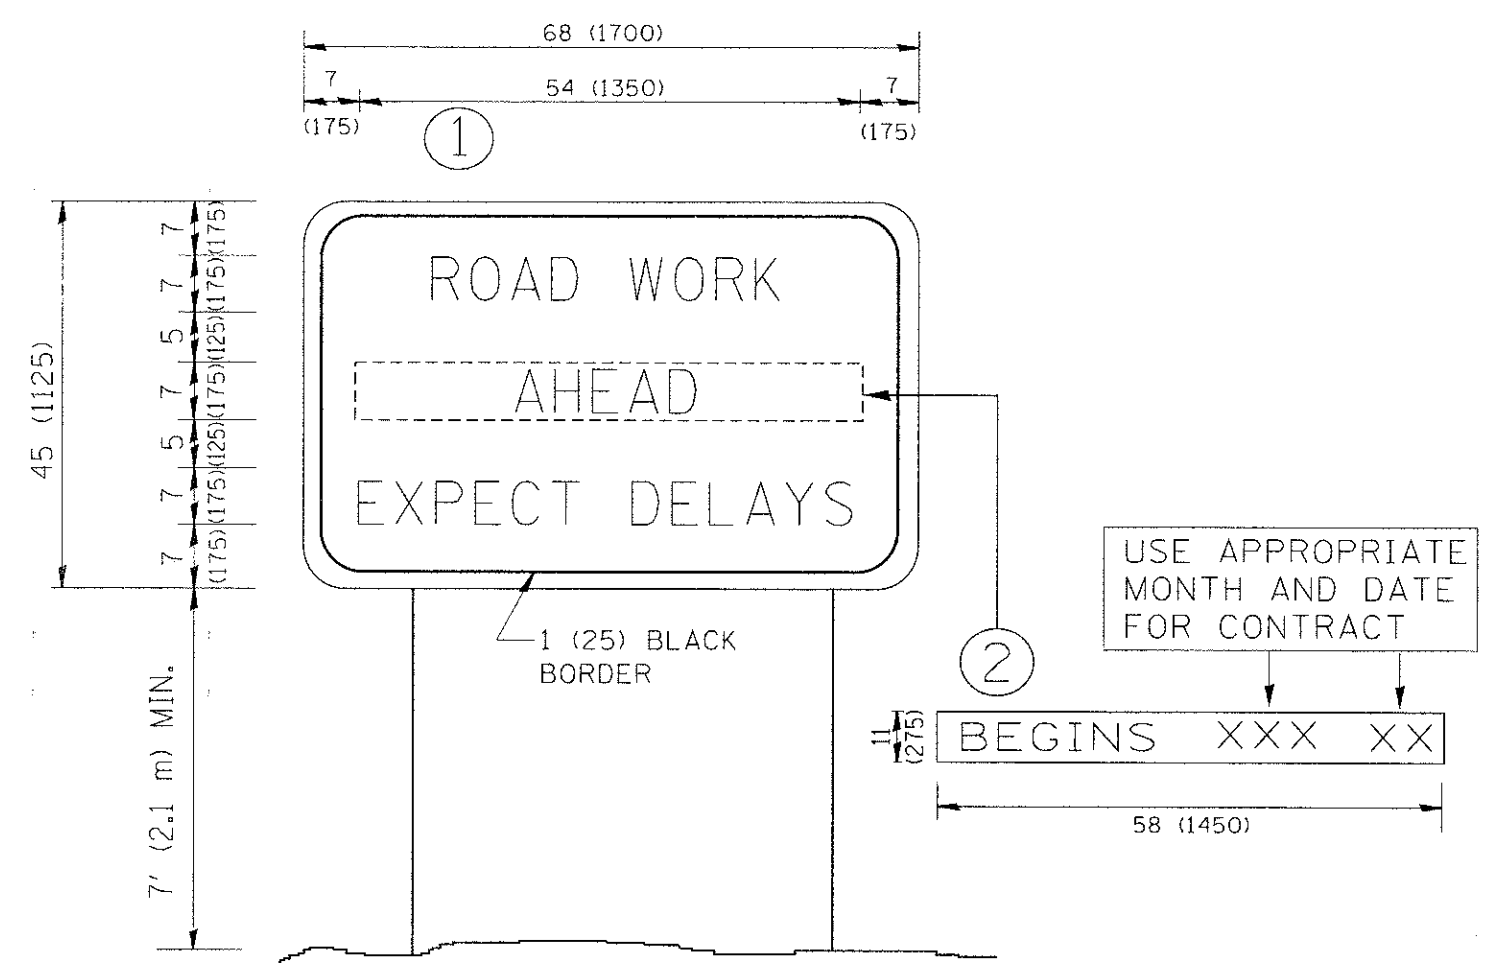 68 (1700)
7
54 (1350)
7
(175)
(175)
1
ROAD WORK
AHEAD
EXPECT DELAYS
45 (1125)
7 (175)
7 (175)
5 (125)
7 (175)
5 (125)
7 (175)
7 (175)
7' (2.1 m) MIN.
1 (25) BLACK
BORDER
2
USE APPROPRIATE
MONTH AND DATE
FOR CONTRACT
11
(275)
BEGINS XXX XX
58 (1450)